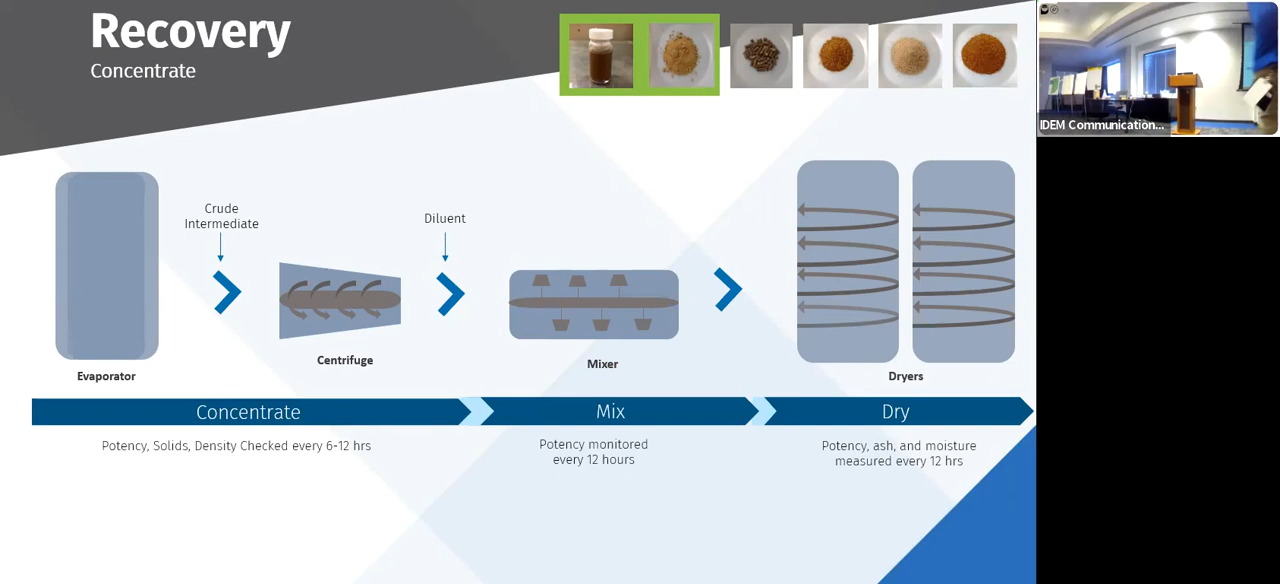 Recovery
Concentrate
IDEM Communication...
Crude
Intermediate
Diluent
Evaporator
Centrifuge
Mixer
Dryers
Concentrate
Mix
Dry
Potency, Solids, Density Checked every 6-12 hrs
Potency monitored
every 12 hours
Potency, ash, and moisture
measured every 12 hrs